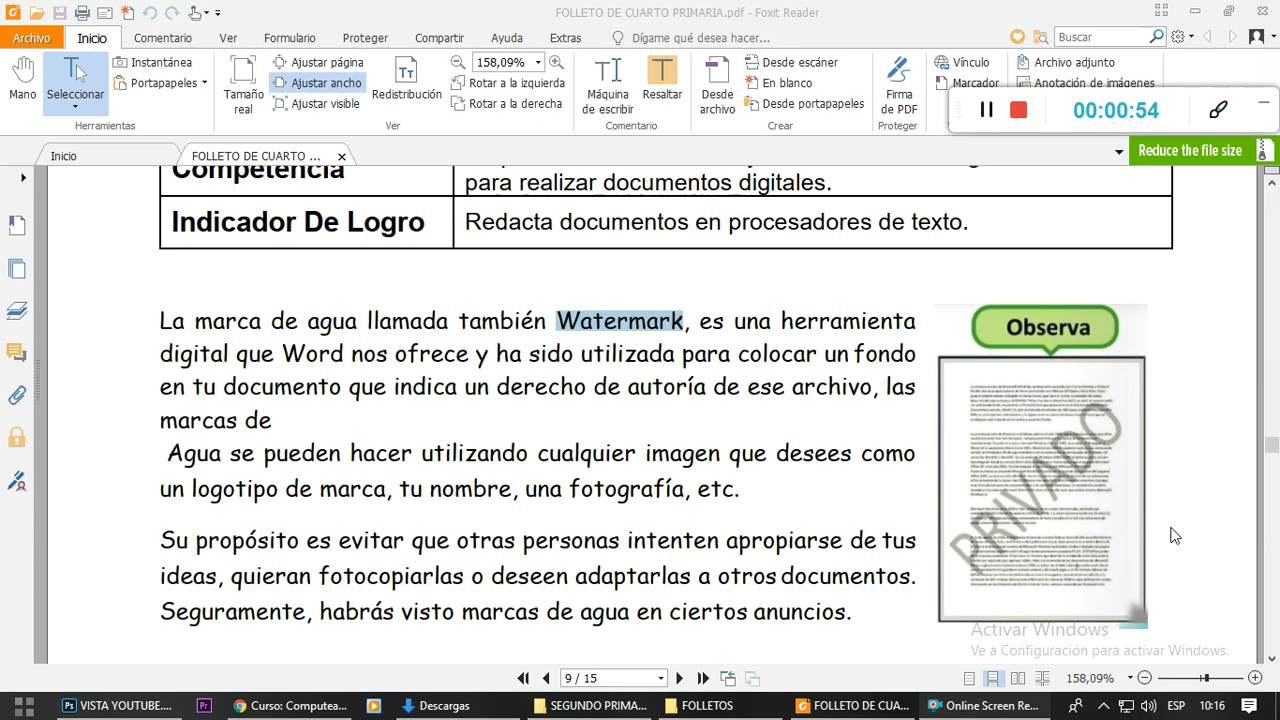 FOLLETO DE CUARTO PRIMARIA.pdf - Foxit Reader
Archivo Inicio Comentario Ver Formulario Proteger Compartir Ayuda Extras Dígame qué desea hacer... Buscar
Mano
Seleccionar
Instantánea
Portapapeles
Herramientas
Tamaño real
Ajustar página
Ajustar ancho
Ajustar visible
Redistribución
158,09%
Rotar a la izquierda
Rotar a la derecha
Ver
Máquina de escribir
Resaltar
Comentario
Desde archivo
Desde escáner
En blanco
Desde portapapeles
Crear
Firma de PDF
Proteger
Vínculo
Marcador
Archivo adjunto
Anotación de imágenes
00:00:54
Inicio
FOLLETO DE CUARTO ...
Reduce the file size
Competencia
para realizar documentos digitales.
Indicador De Logro
Redacta documentos en procesadores de texto.
La marca de agua llamada también Watermark, es una herramienta
digital que Word nos ofrece y ha sido utilizada para colocar un fondo
en tu documento que indica un derecho de autoría de ese archivo, las
marcas de
Agua se pueden hacer utilizando cualquier imagen que desees como
un logotipo o marca, tu nombre, una fotografía, etc.
Su propósito es evitar que otras personas intenten apropiarse de tus
ideas, quieran fotocopiarlas o deseen adaptarlas a otros documentos.
Seguramente, habrás visto marcas de agua en ciertos anuncios.
Observa
PRIVADO
Activar Windows
Ve a Configuración para activar Windows.
9 / 15
158,09%
VISTA YOUTUBE....
Pr
Curso: Computea...
Descargas
SEGUNDO PRIMA...
FOLLETOS
FOLLETO DE CUA...
Online Screen Re...
ESP
10:16